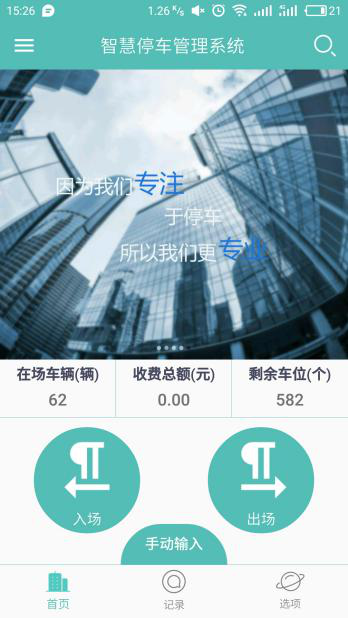 15:26 1.26 K/s 21
智慧停车管理系统
因为我们专注
于停车
所以我们更专业
在场车辆(辆) 收费总额(元) 剩余车位(个)
62 0.00 582
入场 出场
手动输入
首页 记录 选项